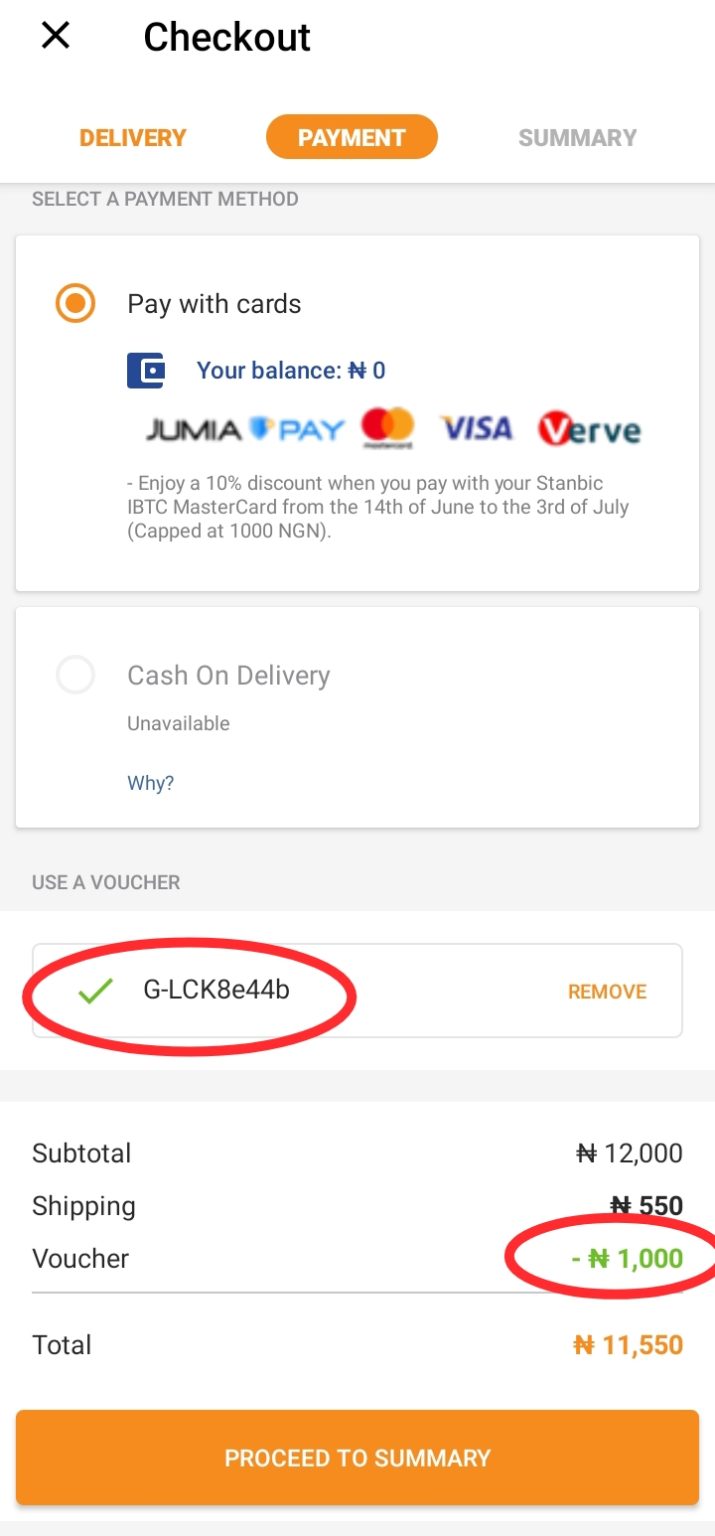 Checkout
DELIVERY PAYMENT SUMMARY
SELECT A PAYMENT METHOD
Pay with cards
Your balance: ₦ 0
JUMIA PAY mastercard VISA Verve
- Enjoy a 10% discount when you pay with your Stanbic
IBTC MasterCard from the 14th of June to the 3rd of July
(Capped at 1000 NGN).
Cash On Delivery
Unavailable
Why?
USE A VOUCHER
G-LCK8e44b REMOVE
Subtotal ₦ 12,000
Shipping ₦ 550
Voucher - ₦ 1,000
Total ₦ 11,550
PROCEED TO SUMMARY